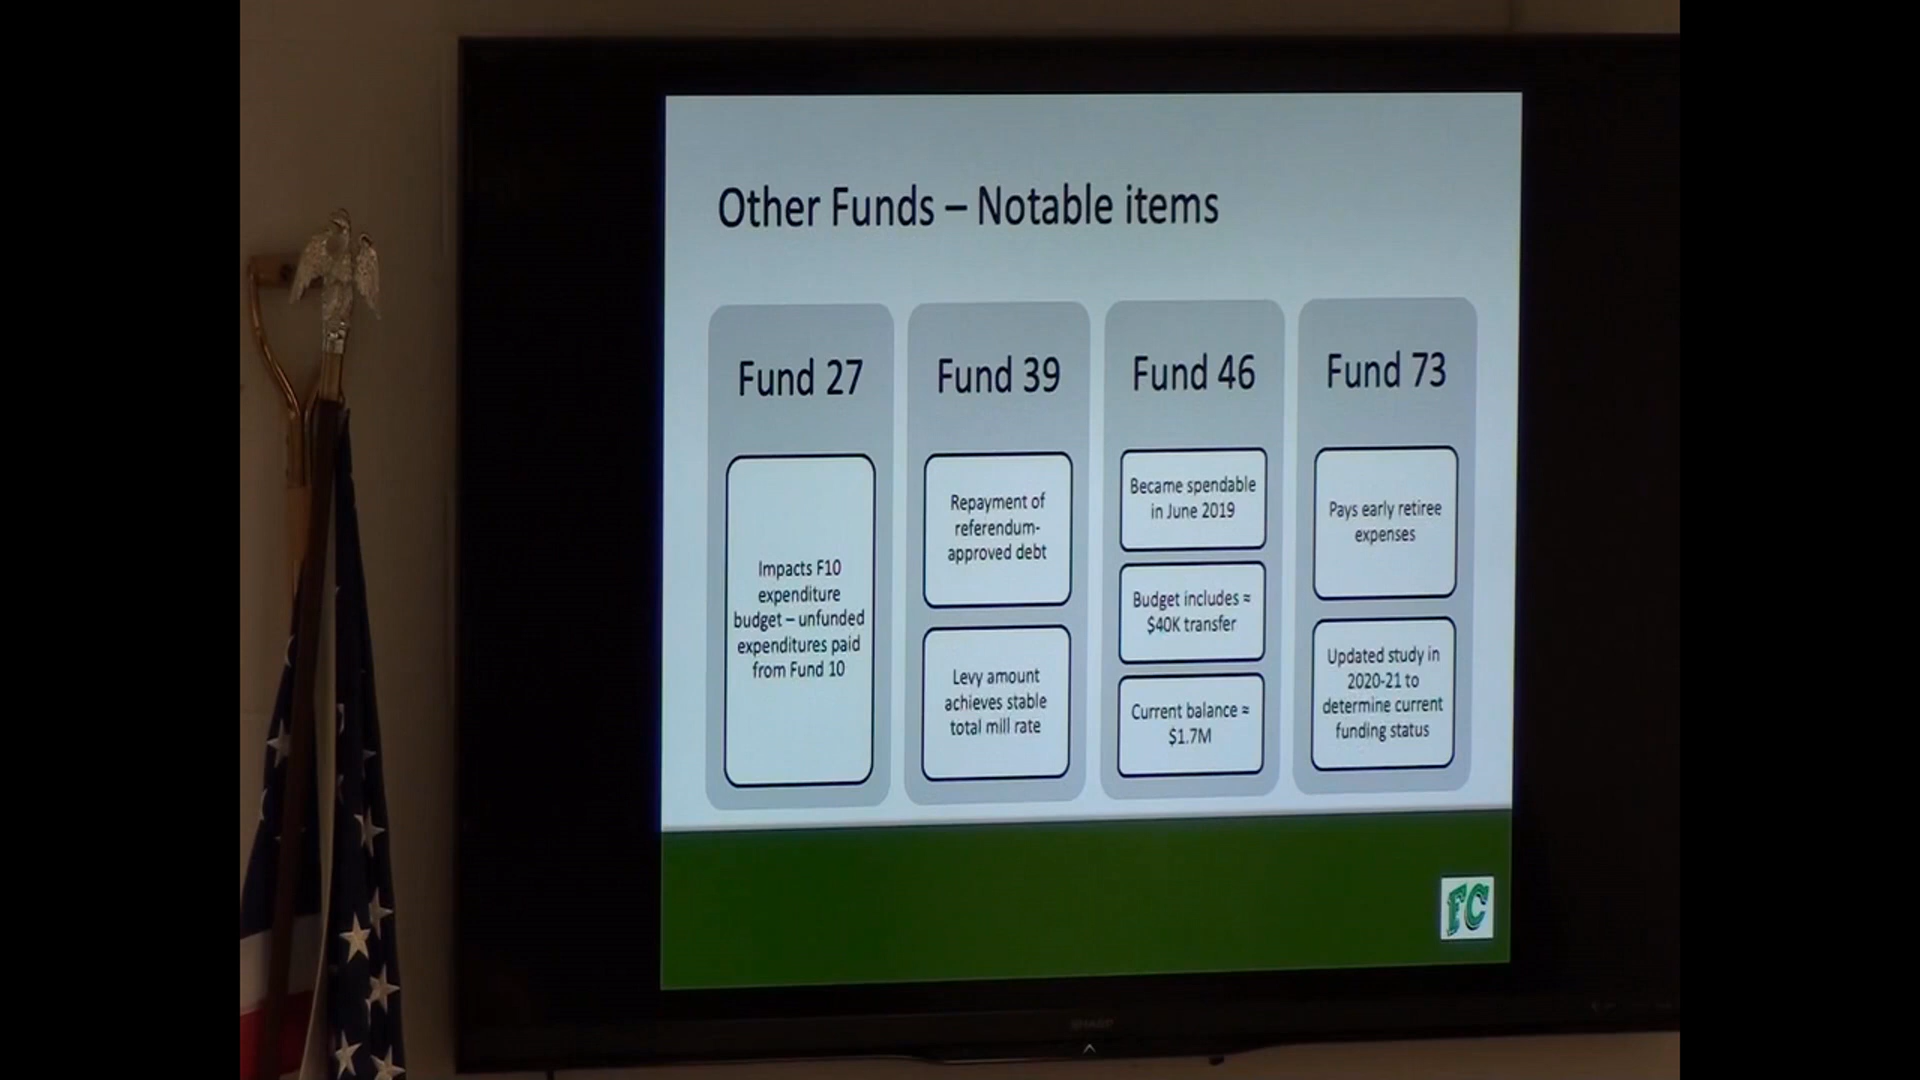 Other Funds – Notable items
Fund 27
Impacts F10
expenditure
budget – unfunded
expenditures paid
from Fund 10
Fund 39
Repayment of
referendum-
approved debt
Levy amount
achieves stable
total mill rate
Fund 46
Became spendable
in June 2019
Budget includes ≈
$40K transfer
Current balance ≈
$1.7M
Fund 73
Pays early retiree
expenses
Updated study in
2020-21 to
determine current
funding status
FC
SHARP